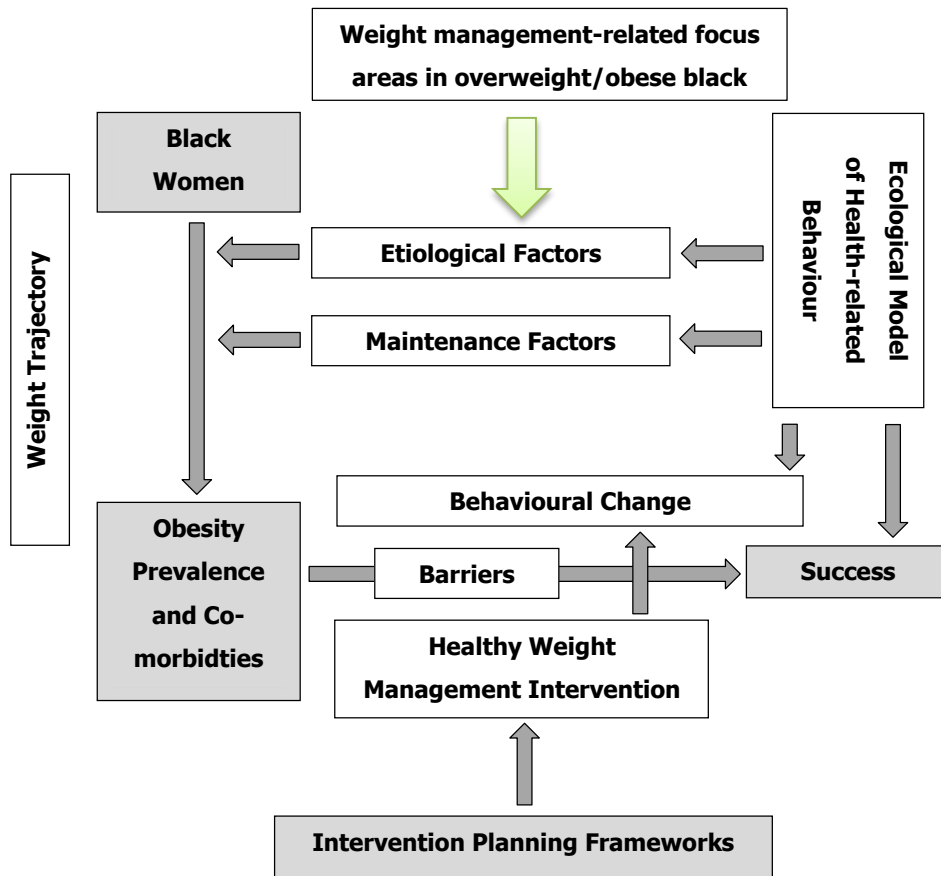 Weight management-related focus
areas in overweight/obese black
Black
Women
Ecological Model
of Health-related
Behaviour
Weight Trajectory
Etiological Factors
Maintenance Factors
Behavioural Change
Obesity
Prevalence
and Co-
morbidties
Barriers
Success
Healthy Weight
Management Intervention
Intervention Planning Frameworks